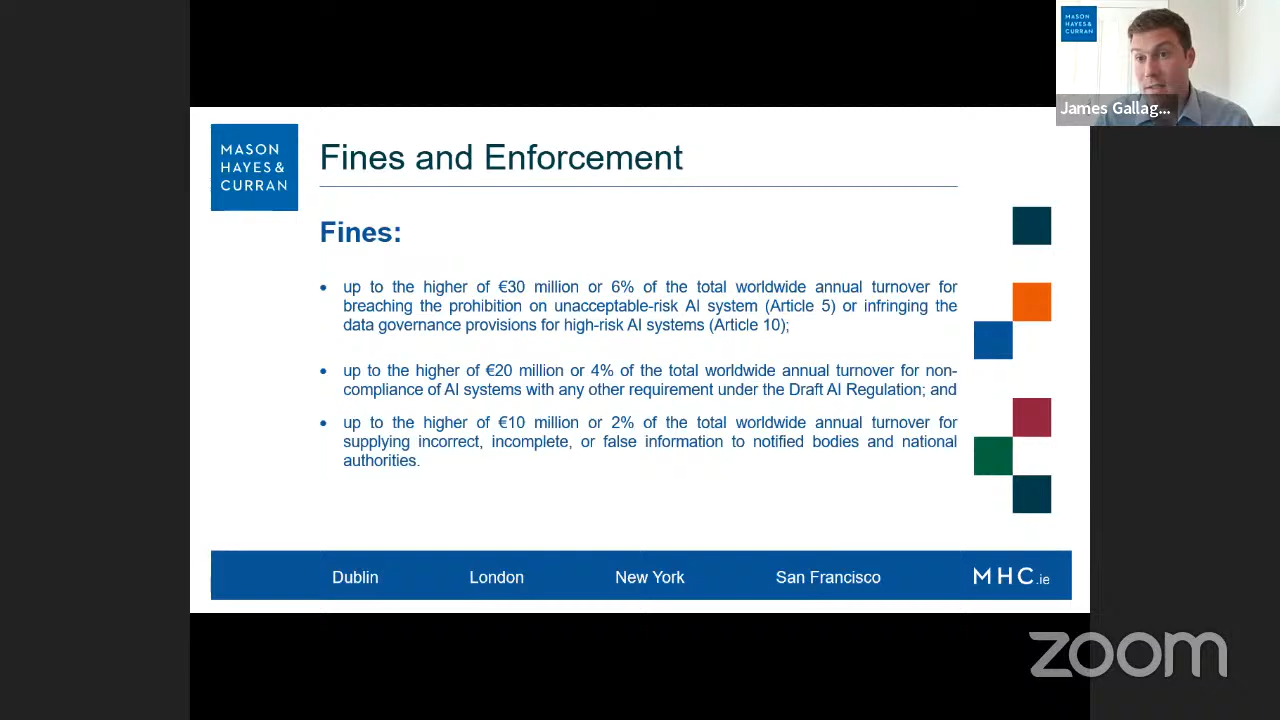 MASON
HAYES &
CURRAN
James Gallag...
MASON
HAYES &
CURRAN
Fines and Enforcement
Fines:
• up to the higher of €30 million or 6% of the total worldwide annual turnover for
breaching the prohibition on unacceptable-risk AI system (Article 5) or infringing the
data governance provisions for high-risk AI systems (Article 10);
• up to the higher of €20 million or 4% of the total worldwide annual turnover for non-
compliance of AI systems with any other requirement under the Draft AI Regulation; and
• up to the higher of €10 million or 2% of the total worldwide annual turnover for
supplying incorrect, incomplete, or false information to notified bodies and national
authorities.
Dublin London New York San Francisco MHC.ie
zoom